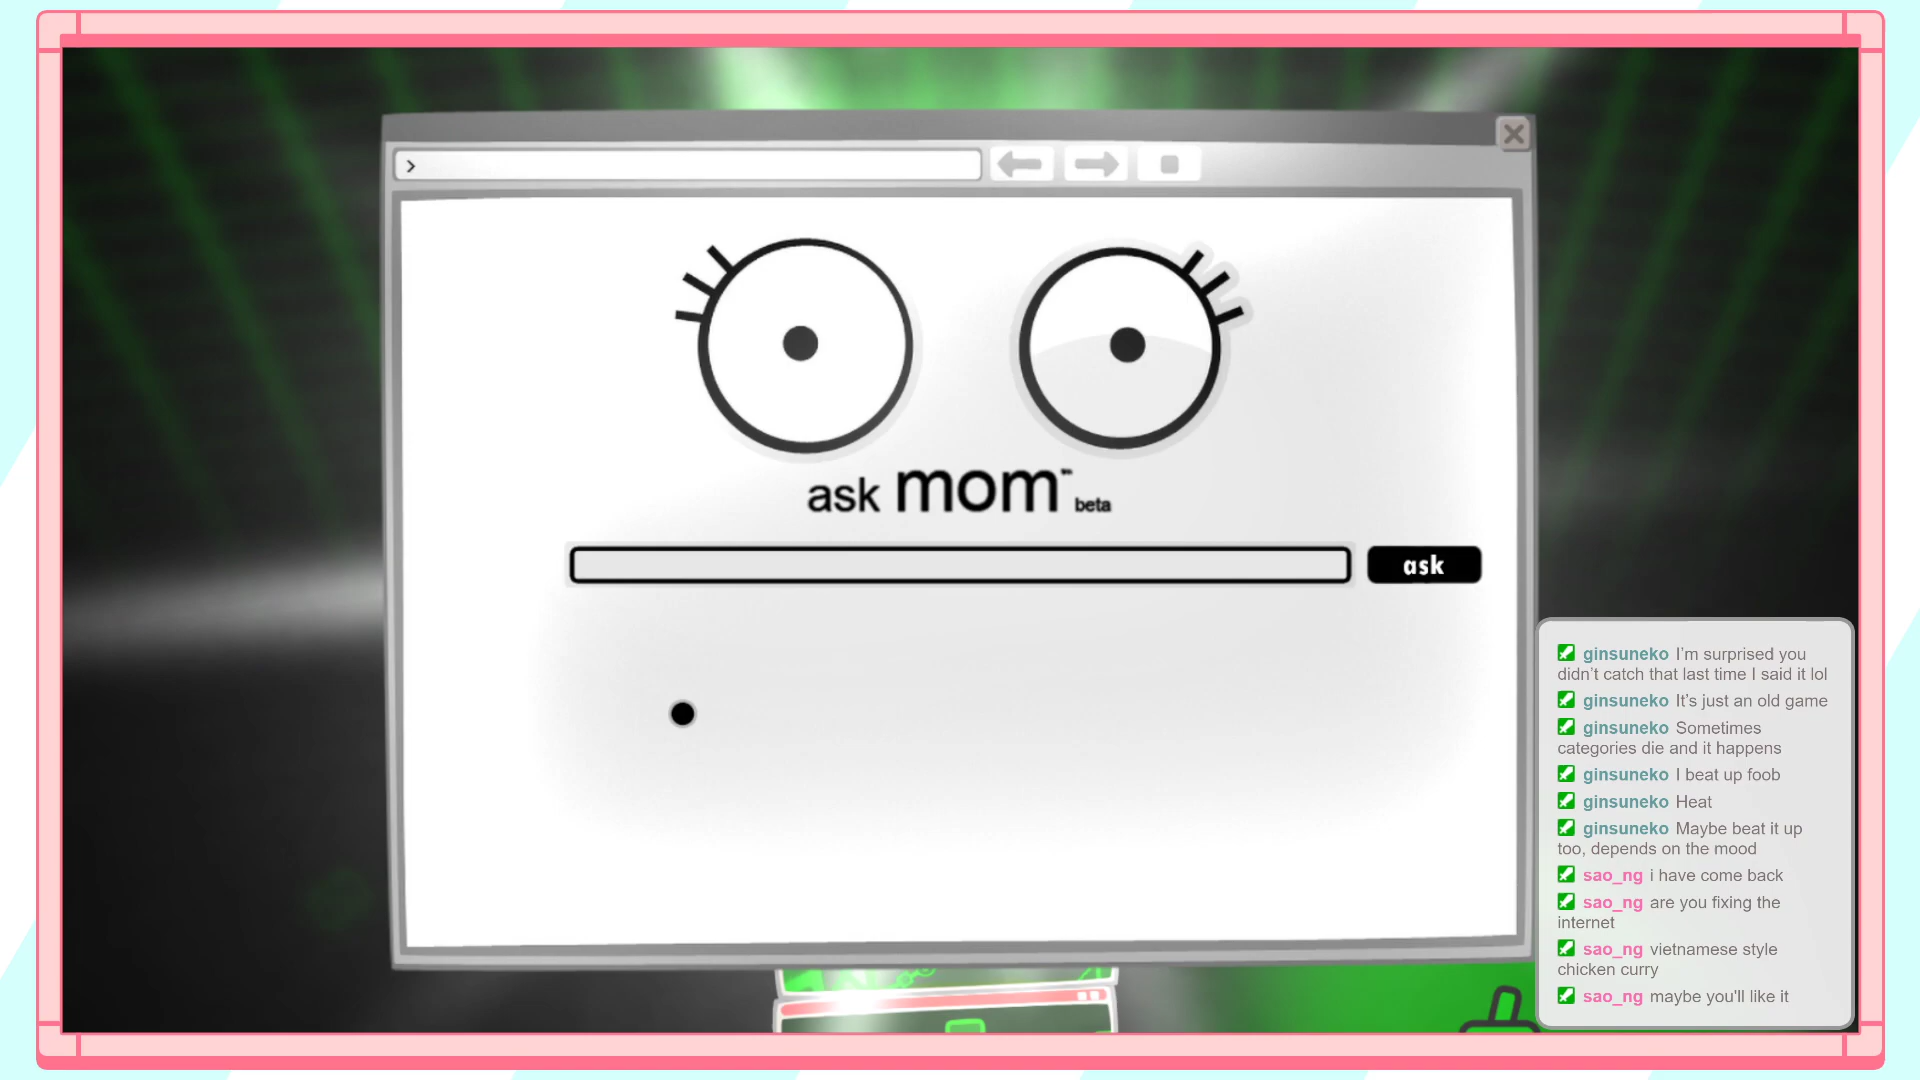 >
ask mom™ beta
ask
ginsuneko I'm surprised you
didn't catch that last time I said it lol
ginsuneko It's just an old game
ginsuneko Sometimes
categories die and it happens
ginsuneko I beat up foob
ginsuneko Heat
ginsuneko Maybe beat it up
too, depends on the mood
sao_ng i have come back
sao_ng are you fixing the
internet
sao_ng vietnamese style
chicken curry
sao_ng maybe you'll like it